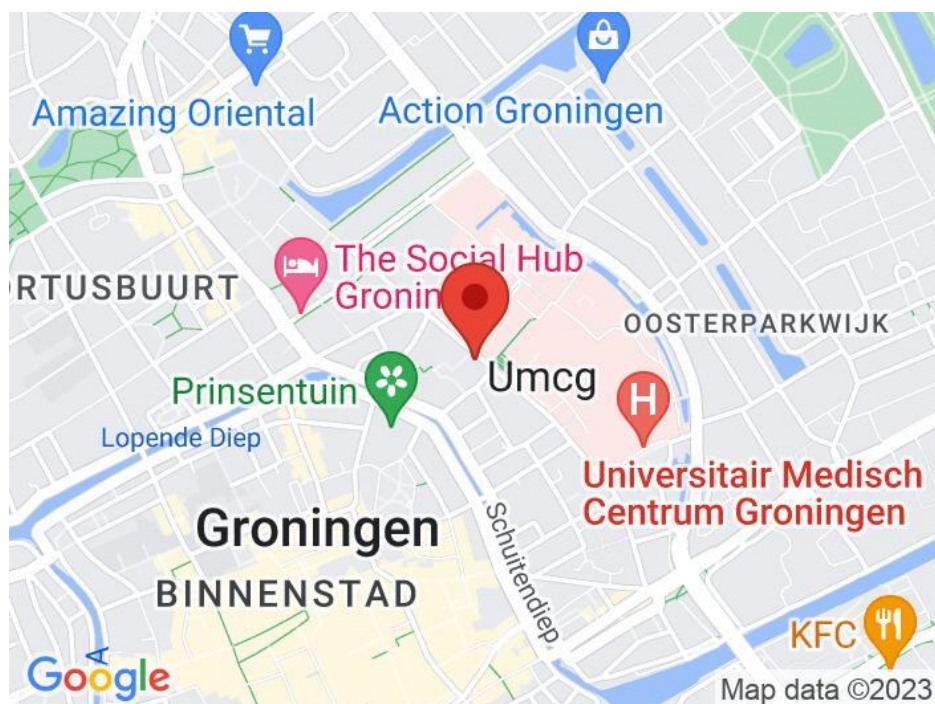 Amazing Oriental
Action Groningen
The Social Hub
Gronin
RTUSBUURT
OOSTERPARKWIJK
Umcg
Prinsentuin
H
Lopende Diep
Universitair Medisch
Centrum Groningen
Groningen
Schuitendiep
BINNENSTAD
KFC
A
Google
Map data ©2023